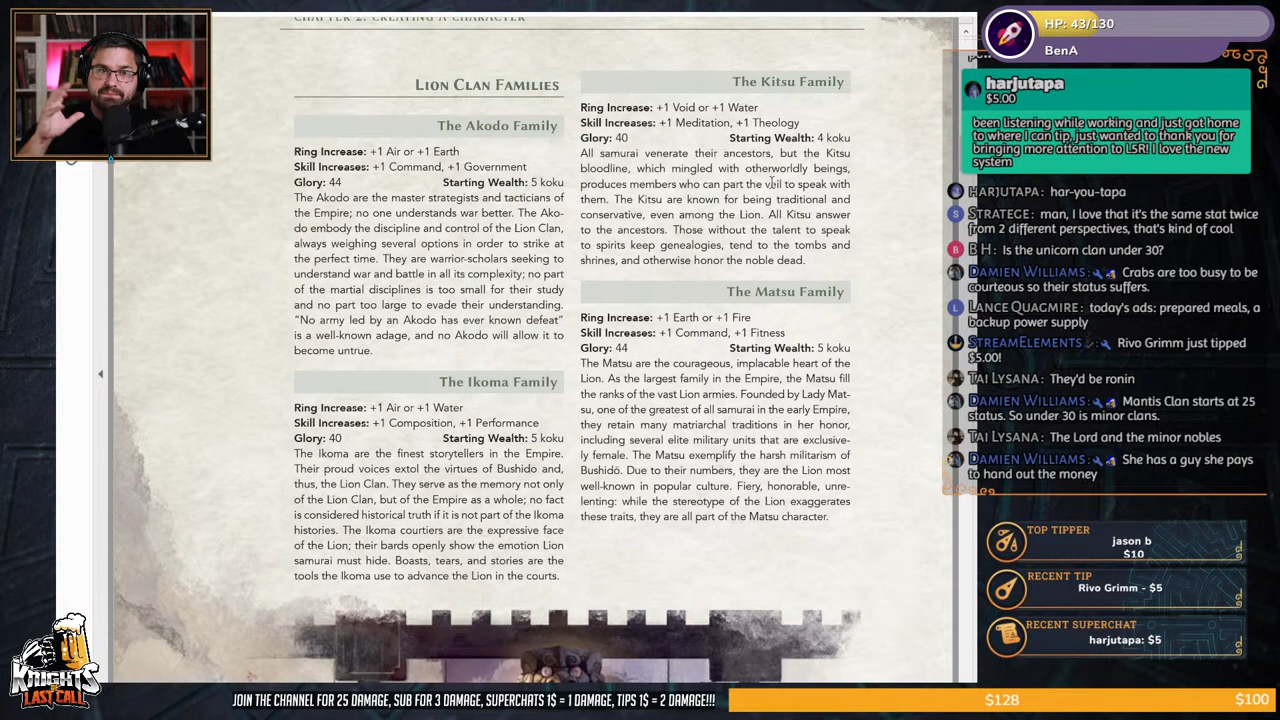 CHAPTER 2: CREATING A CHARACTER
LION CLAN FAMILIES
The Akodo Family
Ring Increase: +1 Air or +1 Earth
Skill Increases: +1 Command, +1 Government
Glory: 44 Starting Wealth: 5 koku
The Akodo are the master strategists and tacticians of
the Empire; no one understands war better. The Ako-
do embody the discipline and control of the Lion Clan,
always weighing several options in order to strike at
the perfect time. They are warrior-scholars seeking to
understand war and battle in all its complexity; no part
of the martial disciplines is too small for their study
and no part too large to evade their understanding.
“No army led by an Akodo has ever known defeat”
is a well-known adage, and no Akodo will allow it to
become untrue.
The Ikoma Family
Ring Increase: +1 Air or +1 Water
Skill Increases: +1 Composition, +1 Performance
Glory: 40 Starting Wealth: 5 koku
The Ikoma are the finest storytellers in the Empire.
Their proud voices extol the virtues of Bushido and,
thus, the Lion Clan. They serve as the memory not only
of the Lion Clan, but of the Empire as a whole; no fact
is considered historical truth if it is not part of the Ikoma
histories. The Ikoma courtiers are the expressive face
of the Lion; their bards openly show the emotion Lion
samurai must hide. Boasts, tears, and stories are the
tools the Ikoma use to advance the Lion in the courts.
The Kitsu Family
Ring Increase: +1 Void or +1 Water
Skill Increases: +1 Meditation, +1 Theology
Glory: 40 Starting Wealth: 4 koku
All samurai venerate their ancestors, but the Kitsu
bloodline, which mingled with otherworldly beings,
produces members who can part the veil to speak with
them. The Kitsu are known for being traditional and
conservative, even among the Lion. All Kitsu answer
to the ancestors. Those without the talent to speak
to spirits keep genealogies, tend to the tombs and
shrines, and otherwise honor the noble dead.
The Matsu Family
Ring Increase: +1 Earth or +1 Fire
Skill Increases: +1 Command, +1 Fitness
Glory: 44 Starting Wealth: 5 koku
The Matsu are the courageous, implacable heart of the
Lion. As the largest family in the Empire, the Matsu fill
the ranks of the vast Lion armies. Founded by Lady Mat-
su, one of the greatest of all samurai in the early Empire,
they retain many matriarchal traditions in her honor,
including several elite military units that are exclusive-
ly female. The Matsu exemplify the harsh militarism of
Bushidō. Due to their numbers, they are the Lion most
well-known in popular culture. Fiery, honorable, unre-
lenting: while the stereotype of the Lion exaggerates
these traits, they are all part of the Matsu character.
HP: 43/130
BenA
harjutapa
$5.00
been listening while working and just got home
to where I can tip, just wanted to thank you for
bringing more attention to L5R! I love the new
system
HARJUTAPA: har-you-tapa
STRATEGE: man, I love that it's the same stat twice
from 2 different perspectives, that's kind of cool
B H: Is the unicorn clan under 30?
DAMIEN WILLIAMS: Crabs are too busy to be
courteous so their status suffers.
LANCE QUAGMIRE: today's ads: prepared meals, a
backup power supply
STREAMELEMENTS: Rivo Grimm just tipped
$5.00!
TAI LYSANA: They'd be ronin
DAMIEN WILLIAMS: Mantis Clan starts at 25
status. So under 30 is minor clans.
TAI LYSANA: The Lord and the minor nobles
DAMIEN WILLIAMS: She has a guy she pays
to hand out the money
TOP TIPPER
jason b
$10
RECENT TIP
Rivo Grimm - $5
RECENT SUPERCHAT
harjutapa: $5
KNIGHTS
OF
LAST CALL
JOIN THE CHANNEL FOR 25 DAMAGE, SUB FOR 3 DAMAGE, SUPERCHATS 1$ = 1 DAMAGE, TIPS 1$ = 2 DAMAGE!!!
$128
$100